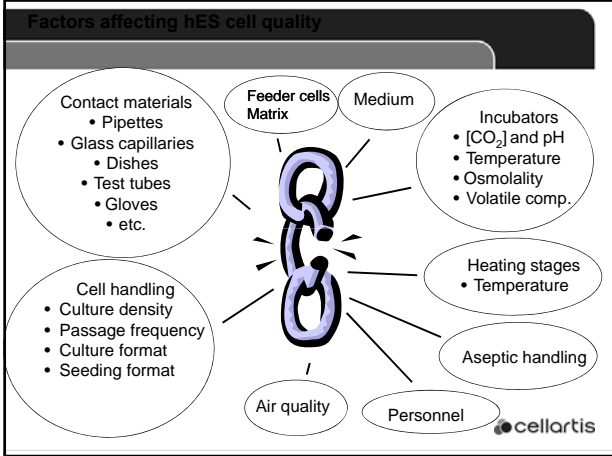 Factors affecting hES cell quality
Contact materials
• Pipettes
• Glass capillaries
• Dishes
• Test tubes
• Gloves
• etc.
Feeder cells
Matrix
Medium
Incubators
• [CO₂] and pH
• Temperature
• Osmolality
• Volatile comp.
Cell handling
• Culture density
• Passage frequency
• Culture format
• Seeding format
Heating stages
• Temperature
Aseptic handling
Air quality
Personnel
cellartis